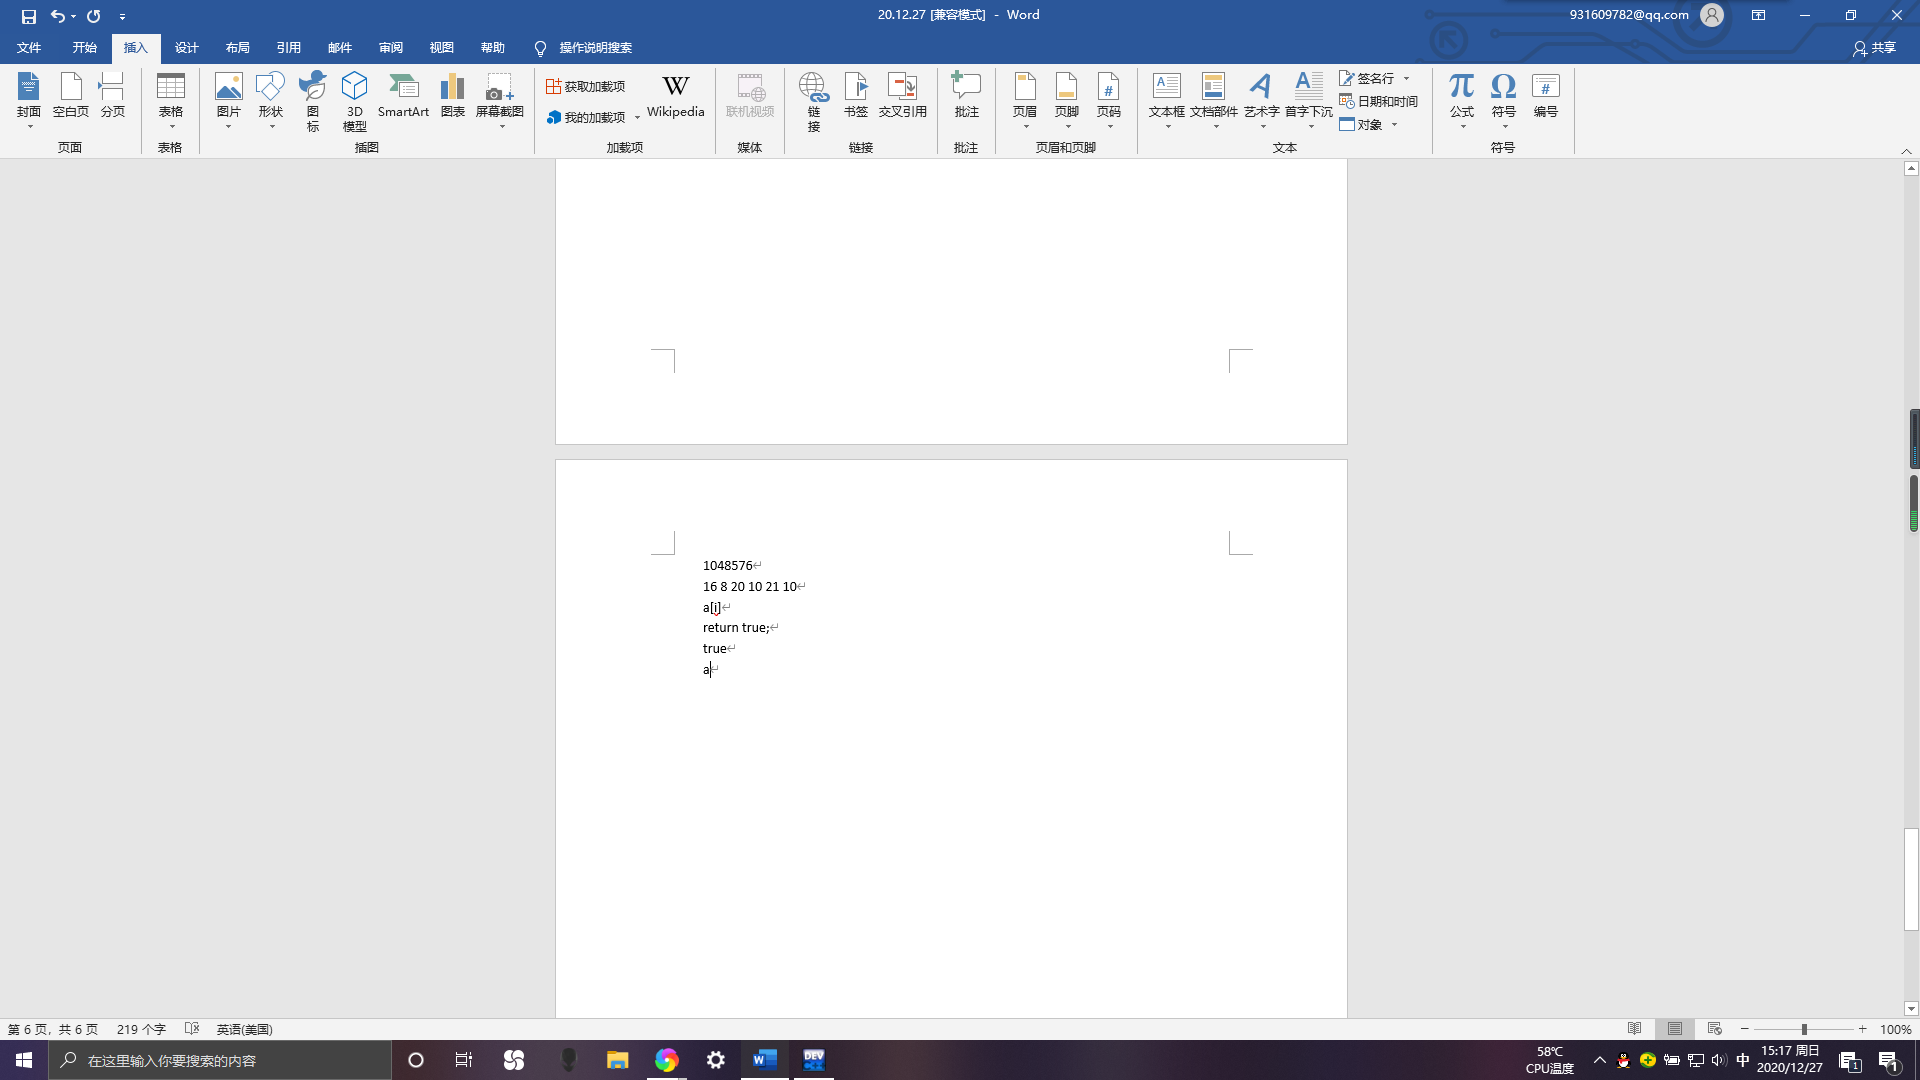 20.12.27 [兼容模式] - Word
931609782@qq.com
文件 开始 插入 设计 布局 引用 邮件 审阅 视图 帮助 操作说明搜索 共享
封面 空白页 分页
页面
表格
表格
图片 形状 图标 3D 模型 SmartArt 图表 屏幕截图
插图
获取加载项
我的加载项
W
Wikipedia
加载项
联机视频
媒体
链接 书签 交叉引用
链接
批注
批注
页眉 页脚 页码
页眉和页脚
文本框 文档部件 艺术字 首字下沉
签名行
日期和时间
对象
文本
π Ω #
公式 符号 编号
符号
1048576
16 8 20 10 21 10
a[i]
return true;
true
a
第 6 页，共 6 页 219 个字 英语(美国)
100%
在这里输入你要搜索的内容
DEV C++
58℃
CPU温度
中
15:17 周日
2020/12/27
1
1